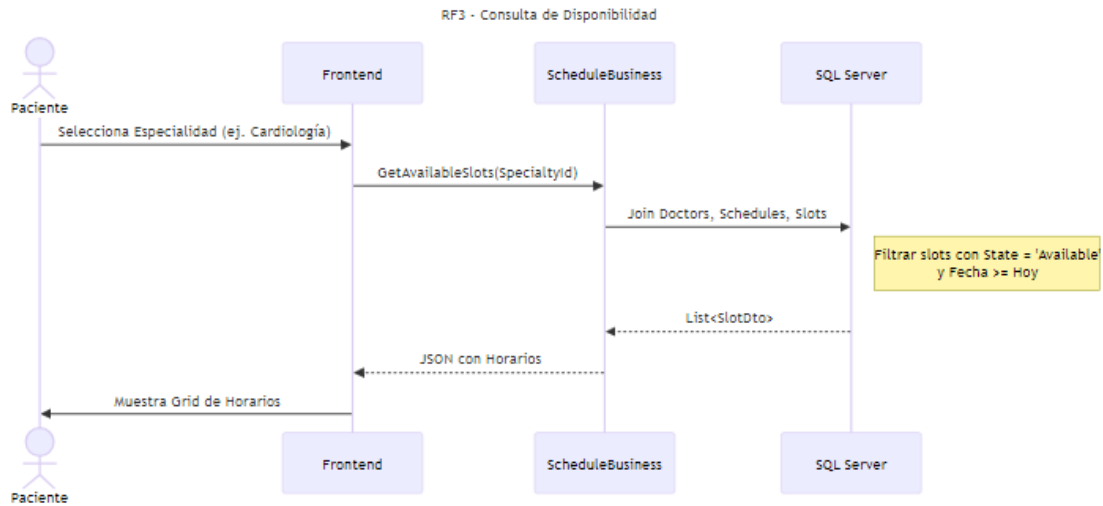 RF3 - Consulta de Disponibilidad
Paciente
Frontend
ScheduleBusiness
SQL Server
Selecciona Especialidad (ej. Cardiología)
GetAvailableSlots(SpecialtyId)
Join Doctors, Schedules, Slots
Filtrar slots con State = 'Available'
y Fecha >= Hoy
List<SlotDto>
JSON con Horarios
Muestra Grid de Horarios
Paciente
Frontend
ScheduleBusiness
SQL Server